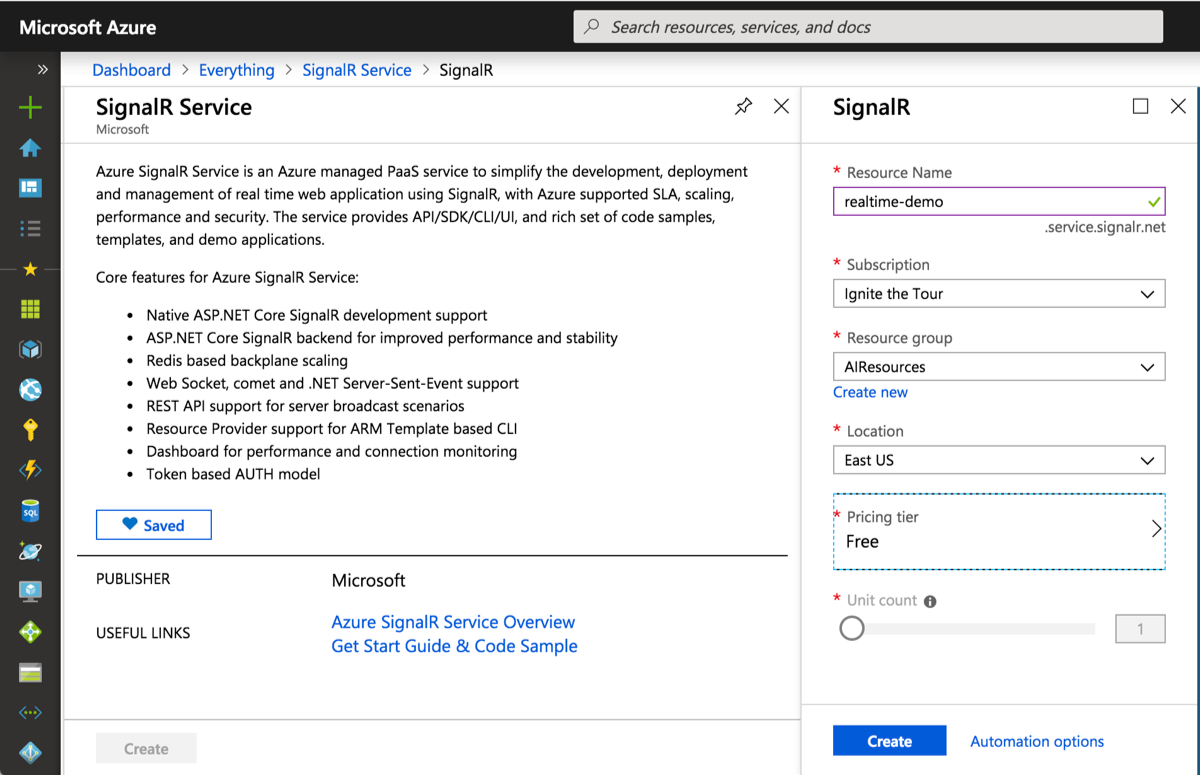 Microsoft Azure
Search resources, services, and docs
Dashboard > Everything > SignalR Service > SignalR
SignalR Service
Microsoft
Azure SignalR Service is an Azure managed PaaS service to simplify the development, deployment
and management of real time web application using SignalR, with Azure supported SLA, scaling,
performance and security. The service provides API/SDK/CLI/UI, and rich set of code samples,
templates, and demo applications.
Core features for Azure SignalR Service:
• Native ASP.NET Core SignalR development support
• ASP.NET Core SignalR backend for improved performance and stability
• Redis based backplane scaling
• Web Socket, comet and .NET Server-Sent-Event support
• REST API support for server broadcast scenarios
• Resource Provider support for ARM Template based CLI
• Dashboard for performance and connection monitoring
• Token based AUTH model
Saved
PUBLISHER
Microsoft
USEFUL LINKS
Azure SignalR Service Overview
Get Start Guide & Code Sample
Create
SignalR
* Resource Name
realtime-demo
.service.signalr.net
* Subscription
Ignite the Tour
* Resource group
AIResources
Create new
* Location
East US
* Pricing tier
Free
* Unit count
1
Create
Automation options
SQL